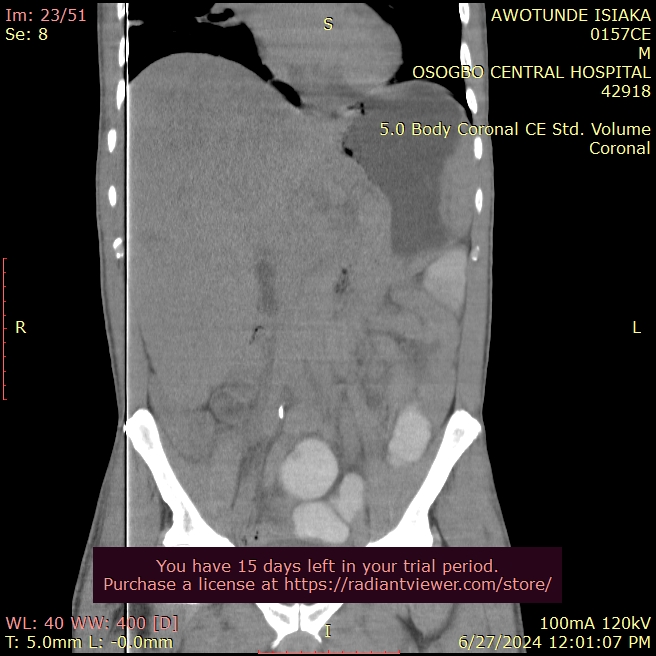 Im: 23/51
Se: 8
S
AWOTUNDE ISIAKA
0157CE
M
OSOGBO CENTRAL HOSPITAL
42918
5.0 Body Coronal CE Std. Volume
Coronal
R
L
You have 15 days left in your trial period.
Purchase a license at https://radiantviewer.com/store/
WL: 40 WW: 400 [D]
T: 5.0mm L: -0.0mm
I
100mA 120kV
6/27/2024 12:01:07 PM